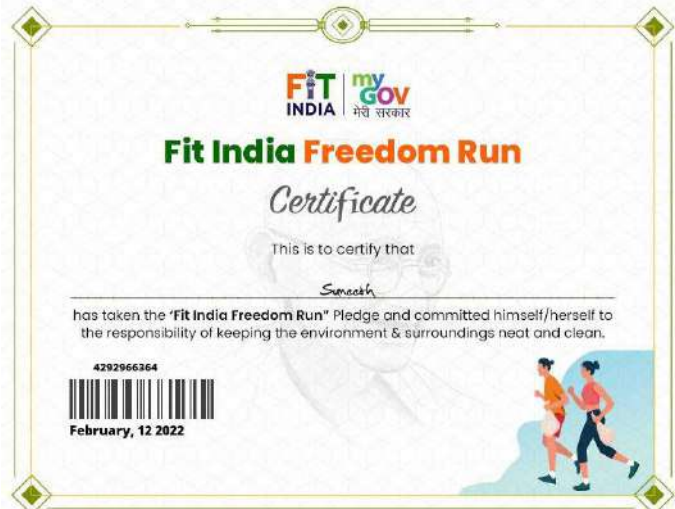 FIT INDIA
my GOV
मेरी सरकार
Fit India Freedom Run
Certificate
This is to certify that
has taken the "Fit India Freedom Run" Pledge and committed himself/herself to
the responsibility of keeping the environment & surroundings neat and clean.
4292966364
February, 12 2022